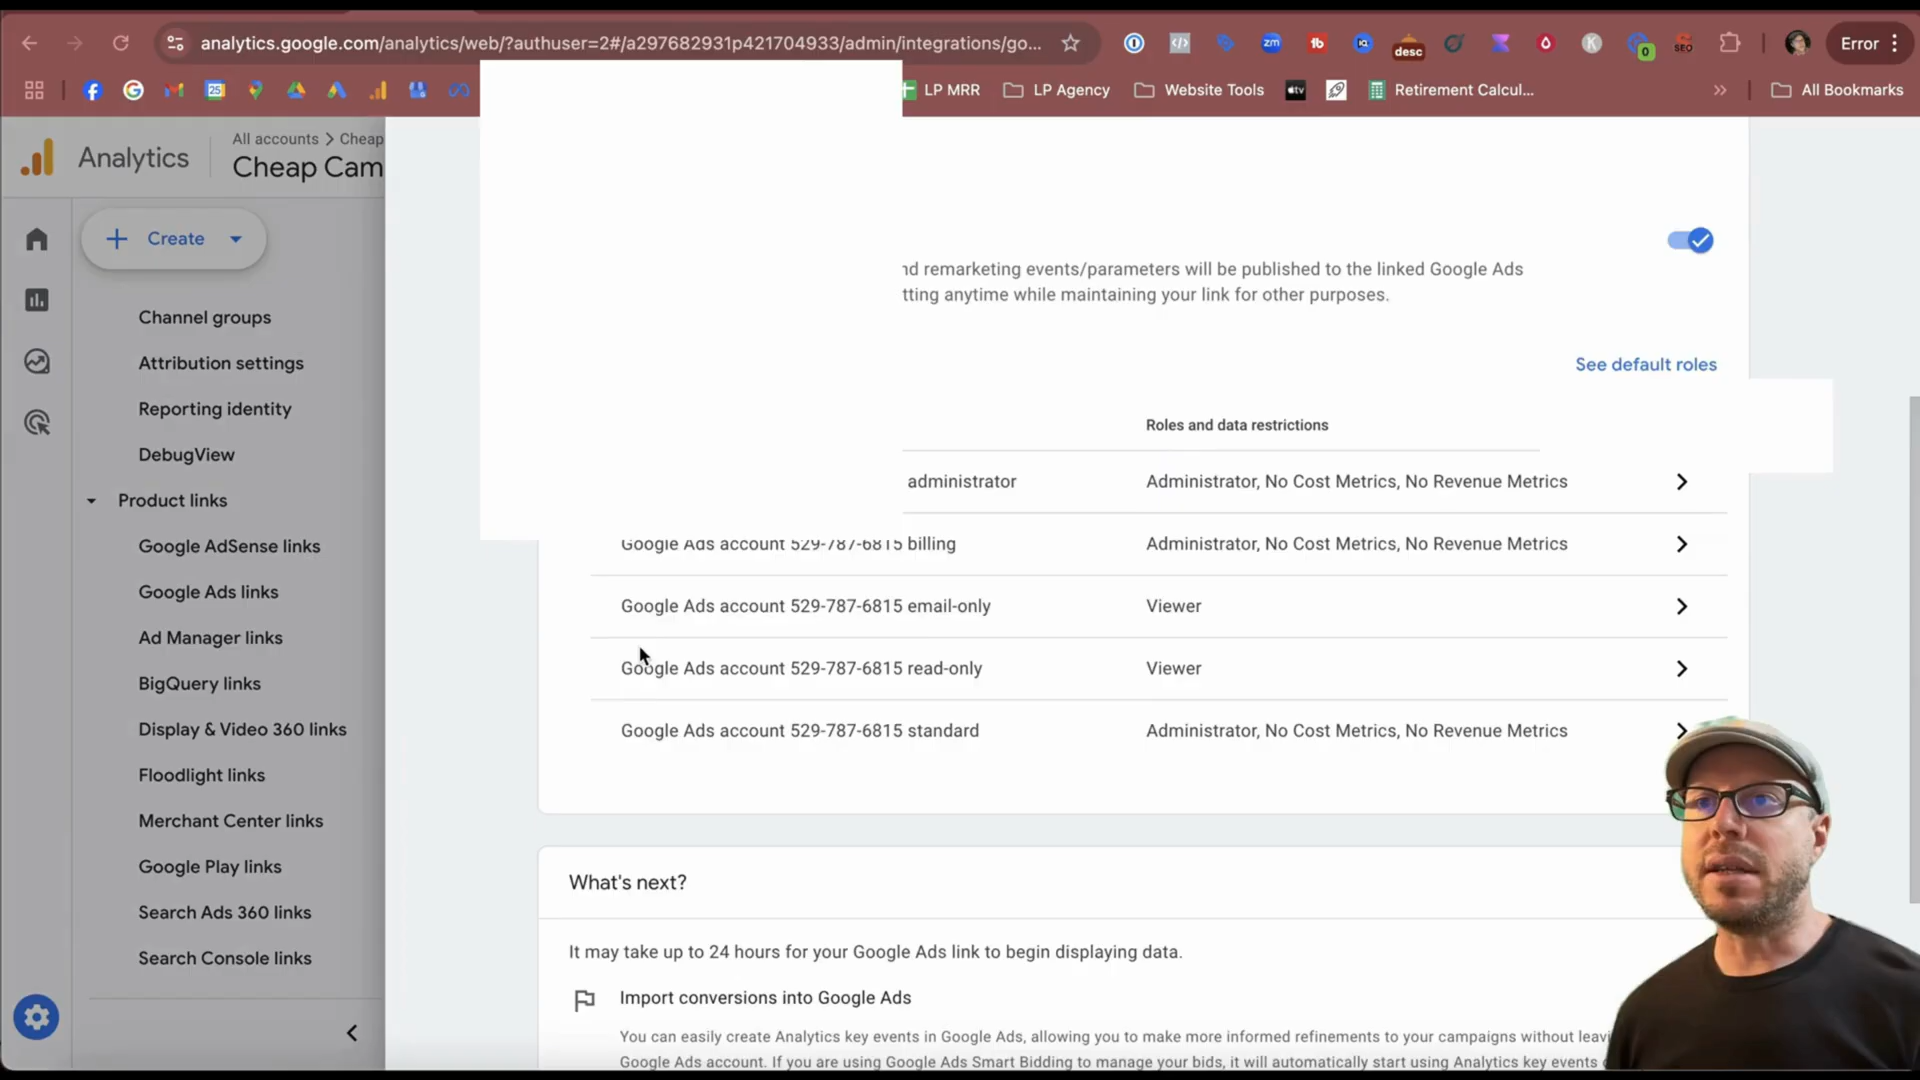 analytics.google.com/analytics/web/?authuser=2#/a297682931p421704933/admin/integrations/go...
desc
0
SEO
Error
25
LP MRR
LP Agency
Website Tools
Retirement Calcul...
All Bookmarks
Analytics
All accounts > Cheap
Cheap Cam
Create
Channel groups
Attribution settings
Reporting identity
DebugView
Product links
Google AdSense links
Google Ads links
Ad Manager links
BigQuery links
Display & Video 360 links
Floodlight links
Merchant Center links
Google Play links
Search Ads 360 links
Search Console links
remarketing events/parameters will be published to the linked Google Ads
anytime while maintaining your link for other purposes.
See default roles
Roles and data restrictions
administrator
Administrator, No Cost Metrics, No Revenue Metrics
Google Ads account 529-787-6815 billing
Administrator, No Cost Metrics, No Revenue Metrics
Google Ads account 529-787-6815 email-only
Viewer
Google Ads account 529-787-6815 read-only
Viewer
Google Ads account 529-787-6815 standard
Administrator, No Cost Metrics, No Revenue Metrics
What's next?
It may take up to 24 hours for your Google Ads link to begin displaying data.
Import conversions into Google Ads
You can easily create Analytics key events in Google Ads, allowing you to make more informed refinements to your campaigns without leavi
Google Ads account. If you are using Google Ads Smart Bidding to manage your bids, it will automatically start using Analytics key events